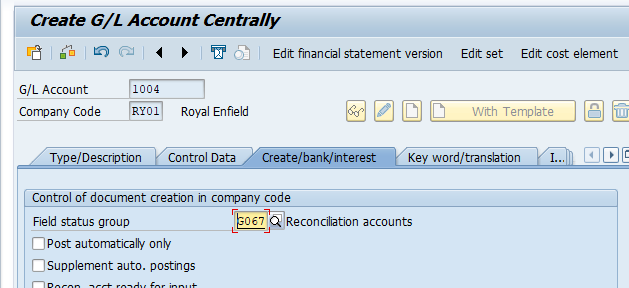 Create G/L Account Centrally
Edit financial statement version Edit set Edit cost element
G/L Account 1004
Company Code RY01 Royal Enfield With Template
Type/Description Control Data Create/bank/interest Key word/translation I...
Control of document creation in company code
Field status group G067 Reconciliation accounts
Post automatically only
Supplement auto. postings
Recon. acct ready for input